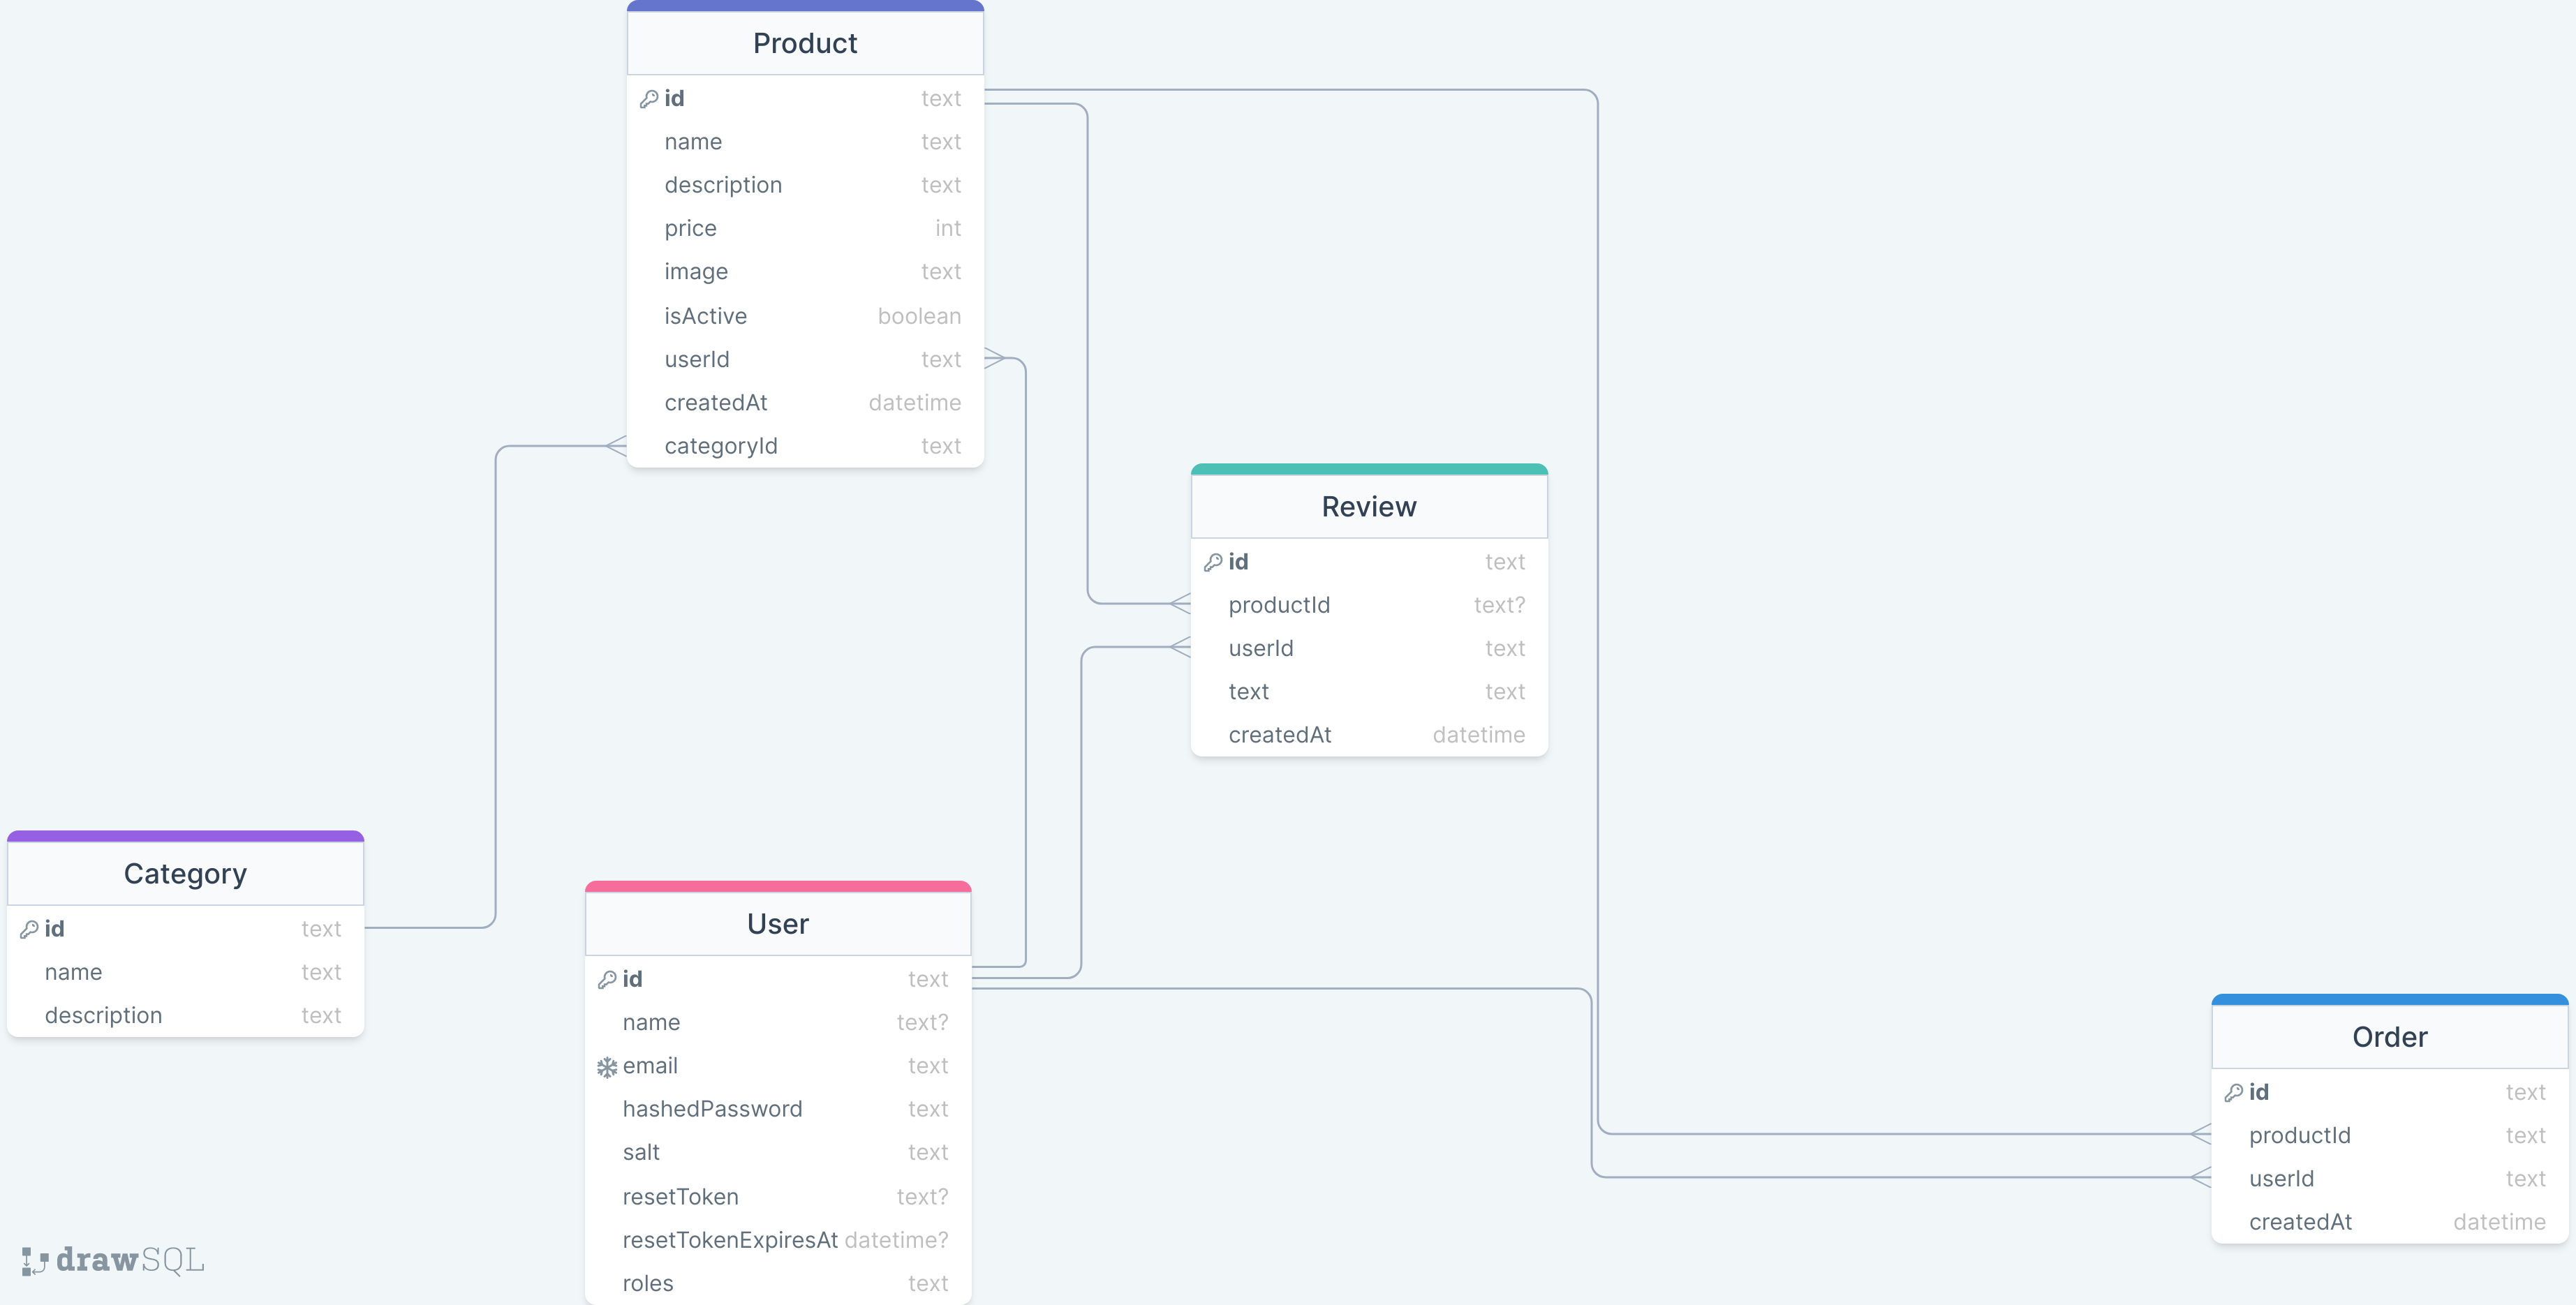 Product
id text
name text
description text
price int
image text
isActive boolean
userId text
createdAt datetime
categoryId text
Review
id text
productId text?
userId text
text text
createdAt datetime
Category
id text
name text
description text
User
id text
name text?
email text
hashedPassword text
salt text
resetToken text?
resetTokenExpiresAt datetime?
roles text
Order
id text
productId text
userId text
createdAt datetime
drawSQL